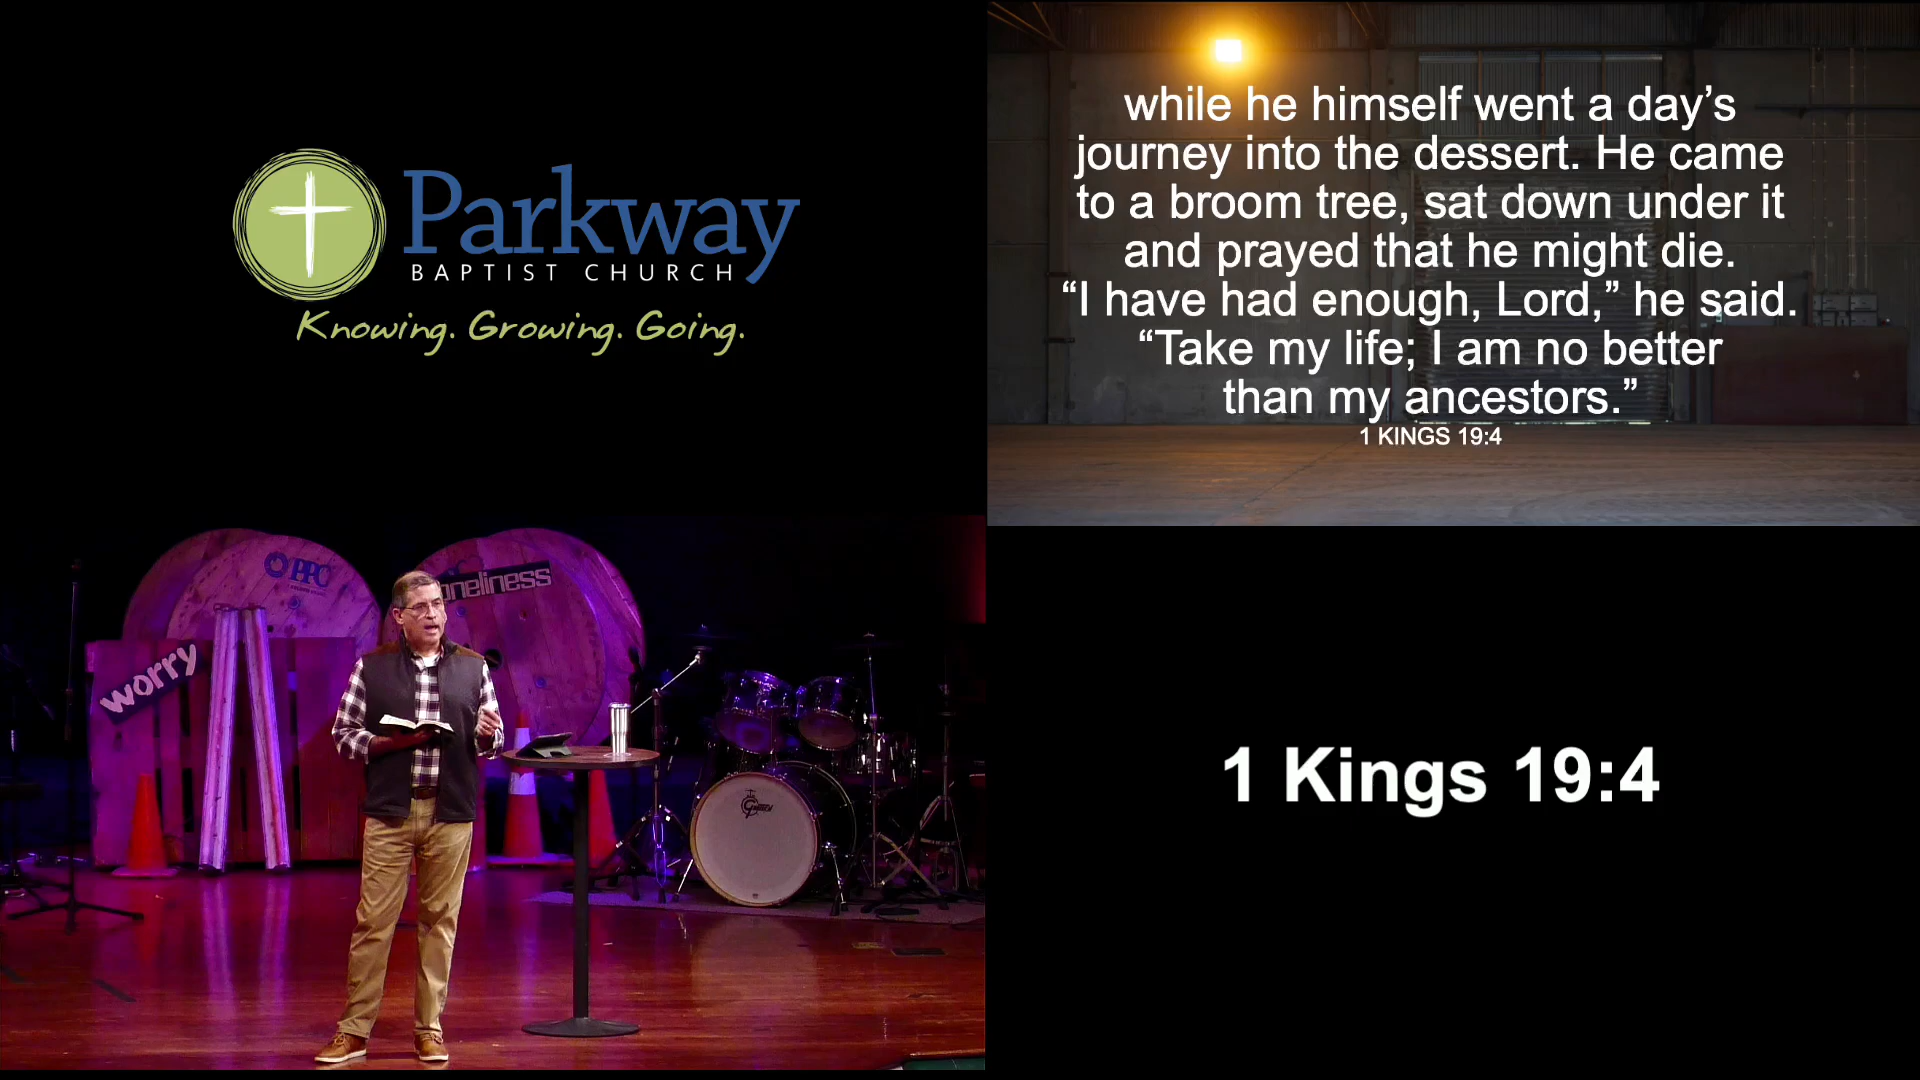 Parkway
BAPTIST CHURCH
Knowing. Growing. Going.
while he himself went a day’s
journey into the dessert. He came
to a broom tree, sat down under it
and prayed that he might die.
“I have had enough, Lord,” he said.
“Take my life; I am no better
than my ancestors.”
1 KINGS 19:4
PPC
oneliness
worry
1 Kings 19:4